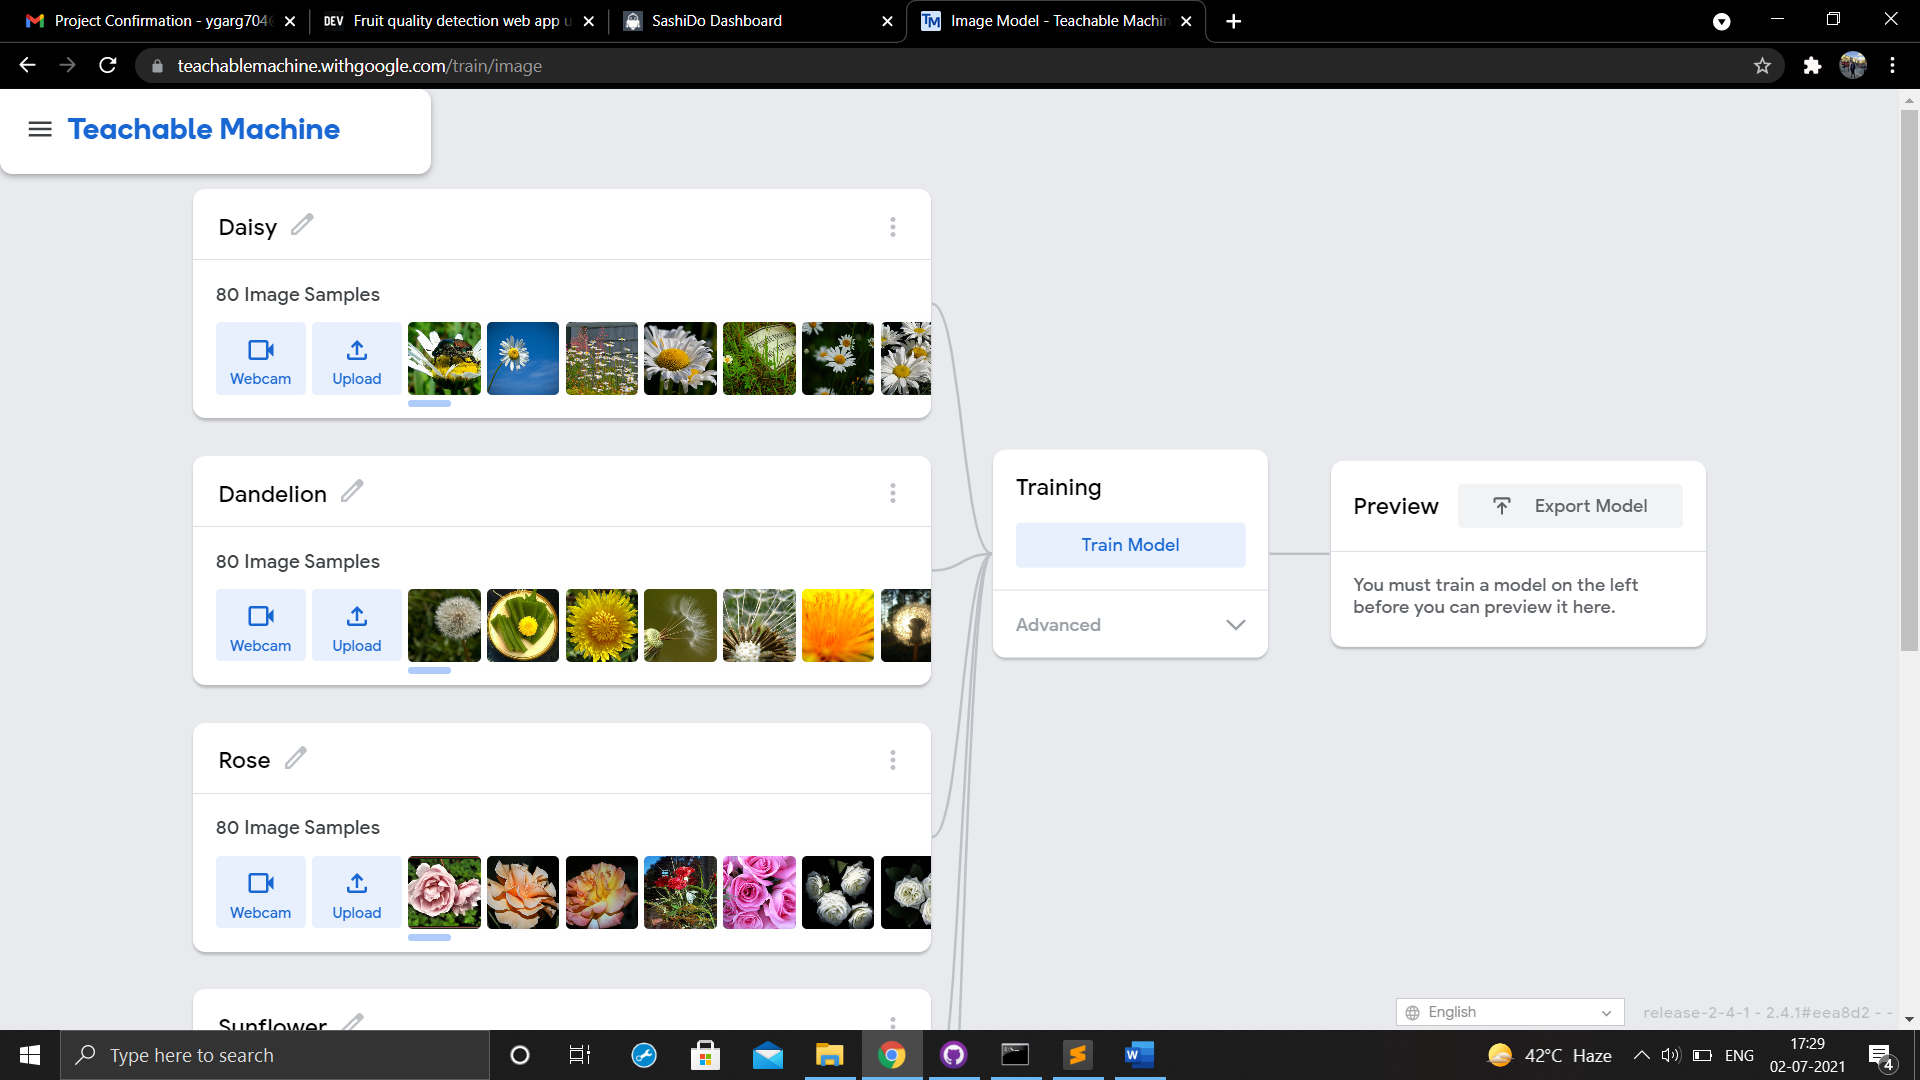 Project Confirmation - ygarg704
Fruit quality detection web app u
SashiDo Dashboard
Image Model - Teachable Machin
teachablemachine.withgoogle.com/train/image
Teachable Machine
Daisy
80 Image Samples
Webcam
Upload
Dandelion
80 Image Samples
Webcam
Upload
Rose
80 Image Samples
Webcam
Upload
Sunflower
Training
Train Model
Advanced
Preview
Export Model
You must train a model on the left
before you can preview it here.
English
release-2-4-1 - 2.4.1#eea8d2 - -
Type here to search
42°C Haze
ENG
17:29
02-07-2021
4